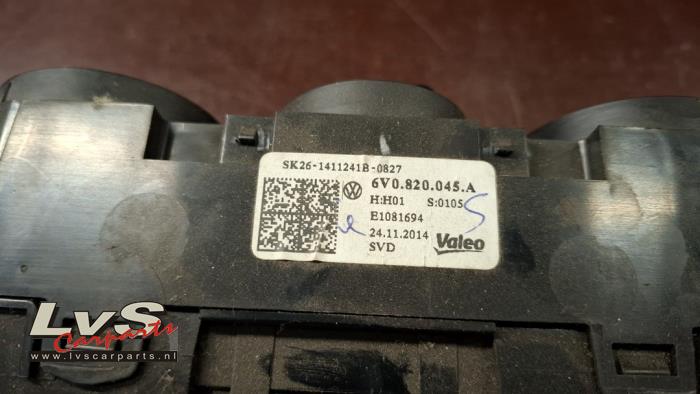 SK26-1411241B-0827
6V0.820.045.A
H:H01 S:0105
E1081694
24.11.2014
SVD
Valeo
LvS
Carparts
www.lvscarparts.nl